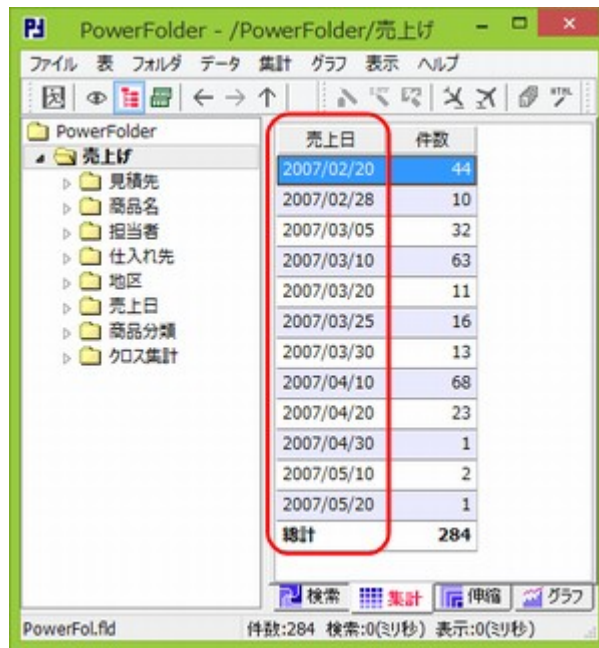 PowerFolder - /PowerFolder/売上げ
ファイル 表 フォルダ データ 集計 グラフ 表示 ヘルプ
HTML
PowerFolder
売上げ
見積先
商品名
担当者
仕入れ先
地区
売上日
商品分類
クロス集計
売上日 件数
2007/02/20 44
2007/02/28 10
2007/03/05 32
2007/03/10 63
2007/03/20 11
2007/03/25 16
2007/03/30 13
2007/04/10 68
2007/04/20 23
2007/04/30 1
2007/05/10 2
2007/05/20 1
総計 284
検索 集計 伸縮 グラフ
PowerFol.fld 件数:284 検索:0(ミリ秒) 表示:0(ミリ秒)